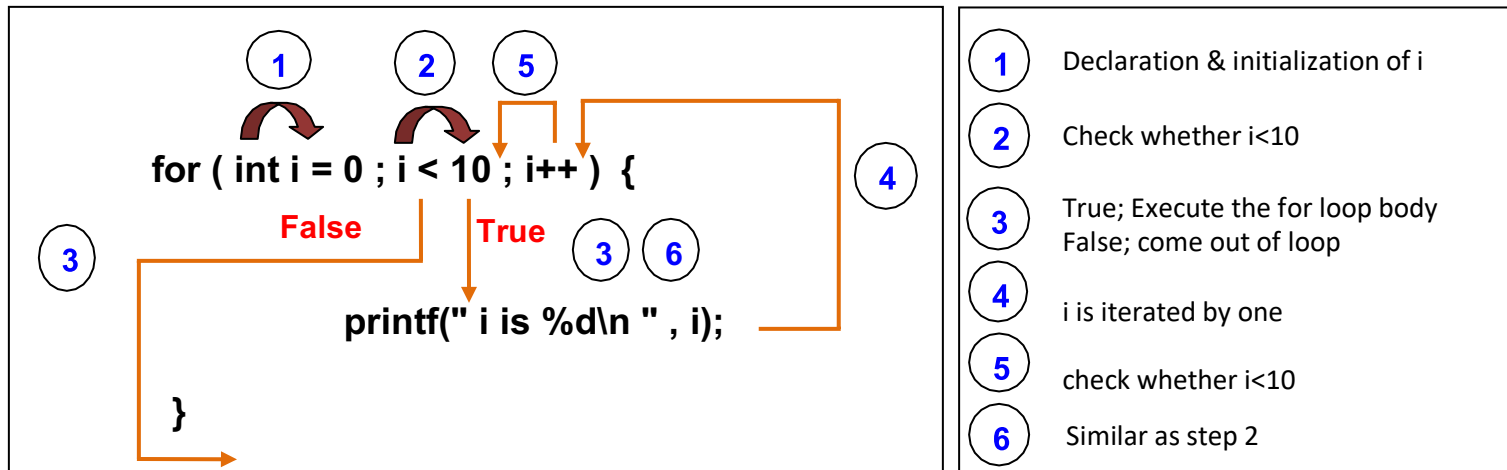 1 2 5
for ( int i = 0 ; i < 10 ; i++ ) {
4
False True
3 3 6
printf(" i is %d\n " , i);
}
1 Declaration & initialization of i
2 Check whether i<10
3 True; Execute the for loop body
False; come out of loop
4 i is iterated by one
5 check whether i<10
6 Similar as step 2